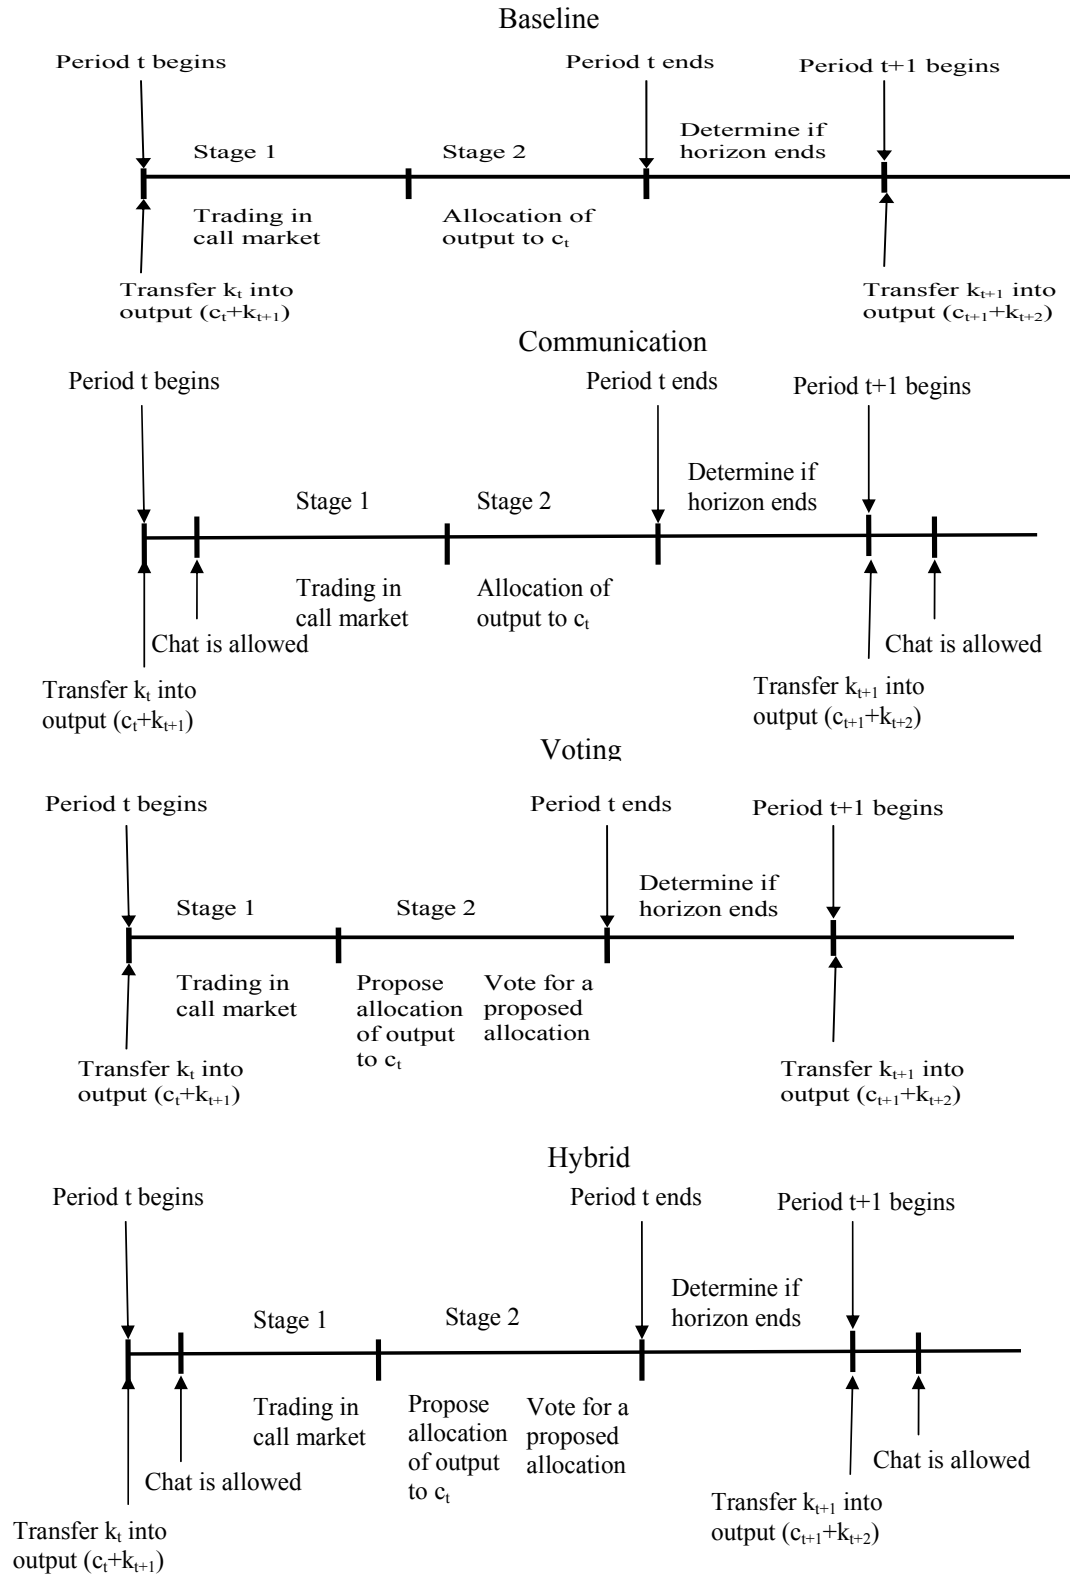 Baseline
Period t begins
Period t ends
Period t+1 begins
Stage 1
Stage 2
Determine if
horizon ends
Trading in
call market
Allocation of
output to cₜ
Transfer kₜ into
output (cₜ+kₜ₊₁)
Transfer kₜ₊₁ into
output (cₜ₊₁+kₜ₊₂)
Communication
Period t begins
Period t ends
Period t+1 begins
Stage 1
Stage 2
Determine if
horizon ends
Trading in
call market
Allocation of
output to cₜ
Chat is allowed
Chat is allowed
Transfer kₜ into
output (cₜ+kₜ₊₁)
Transfer kₜ₊₁ into
output (cₜ₊₁+kₜ₊₂)
Voting
Period t begins
Period t ends
Period t+1 begins
Stage 1
Stage 2
Determine if
horizon ends
Trading in
call market
Propose
allocation
of output
to cₜ
Vote for a
proposed
allocation
Transfer kₜ into
output (cₜ+kₜ₊₁)
Transfer kₜ₊₁ into
output (cₜ₊₁+kₜ₊₂)
Hybrid
Period t begins
Period t ends
Period t+1 begins
Stage 1
Stage 2
Determine if
horizon ends
Trading in
call market
Propose
allocation
of output
to cₜ
Vote for a
proposed
allocation
Chat is allowed
Chat is allowed
Transfer kₜ into
output (cₜ+kₜ₊₁)
Transfer kₜ₊₁ into
output (cₜ₊₁+kₜ₊₂)